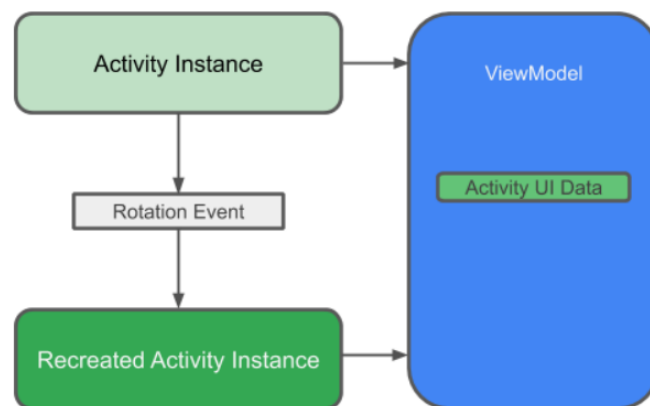 Activity Instance
ViewModel
Activity UI Data
Rotation Event
Recreated Activity Instance